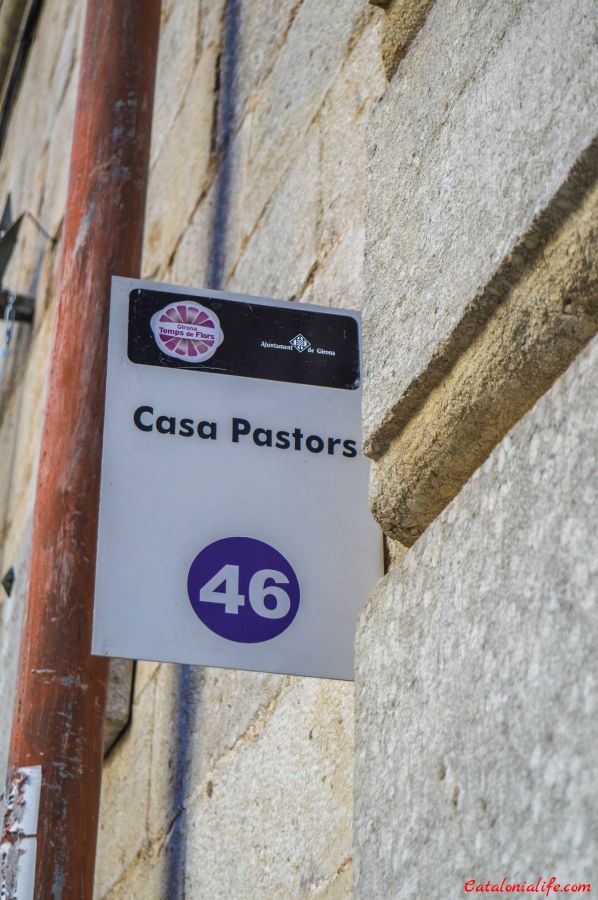 Girona
Temps de Flors
Ajuntament de Girona
Casa Pastors
46
Catalonialife.com